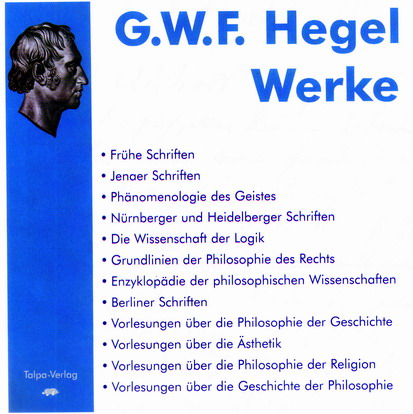 G.W.F. Hegel
Werke
• Frühe Schriften
• Jenaer Schriften
• Phänomenologie des Geistes
• Nürnberger und Heidelberger Schriften
• Die Wissenschaft der Logik
• Grundlinien der Philosophie des Rechts
• Enzyklopädie der philosophischen Wissenschaften
• Berliner Schriften
• Vorlesungen über die Philosophie der Geschichte
• Vorlesungen über die Ästhetik
• Vorlesungen über die Philosophie der Religion
• Vorlesungen über die Geschichte der Philosophie
Talpa-Verlag